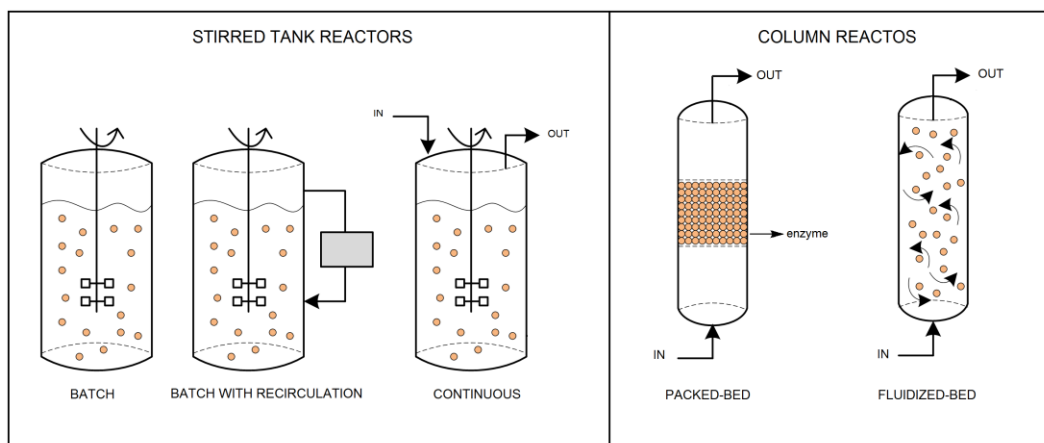 STIRRED TANK REACTORS
IN
OUT
BATCH
BATCH WITH RECIRCULATION
CONTINUOUS
COLUMN REACTOS
OUT
OUT
enzyme
IN
IN
PACKED-BED
FLUIDIZED-BED